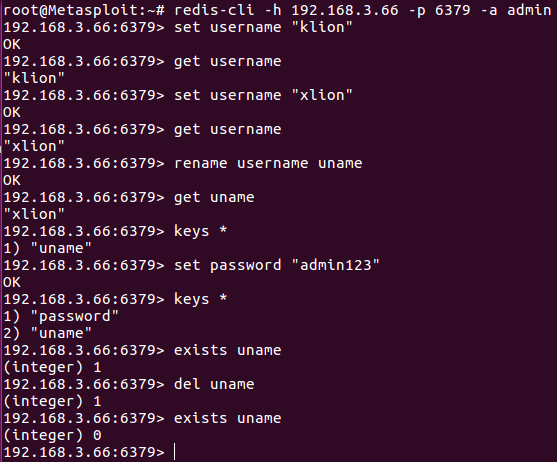 root@Metasploit:~# redis-cli -h 192.168.3.66 -p 6379 -a admin
192.168.3.66:6379> set username "klion"
OK
192.168.3.66:6379> get username
"klion"
192.168.3.66:6379> set username "xlion"
OK
192.168.3.66:6379> get username
"xlion"
192.168.3.66:6379> rename username uname
OK
192.168.3.66:6379> get uname
"xlion"
192.168.3.66:6379> keys *
1) "uname"
192.168.3.66:6379> set password "admin123"
OK
192.168.3.66:6379> keys *
1) "password"
2) "uname"
192.168.3.66:6379> exists uname
(integer) 1
192.168.3.66:6379> del uname
(integer) 1
192.168.3.66:6379> exists uname
(integer) 0
192.168.3.66:6379>